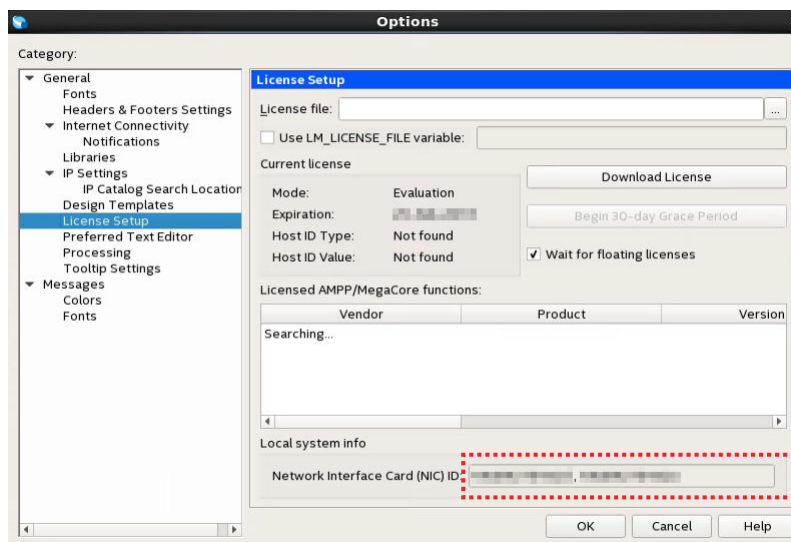 Options
Category:
General
Fonts
Headers & Footers Settings
Internet Connectivity
Notifications
Libraries
IP Settings
IP Catalog Search Location
Design Templates
License Setup
Preferred Text Editor
Processing
Tooltip Settings
Messages
Colors
Fonts
License Setup
License file:
...
Use LM_LICENSE_FILE variable:
Current license
Mode: Evaluation
Expiration:
Host ID Type: Not found
Host ID Value: Not found
Download License
Begin 30-day Grace Period
Wait for floating licenses
Licensed AMPP/MegaCore functions:
Vendor Product Version
Searching...
Local system info
Network Interface Card (NIC) ID:
OK Cancel Help